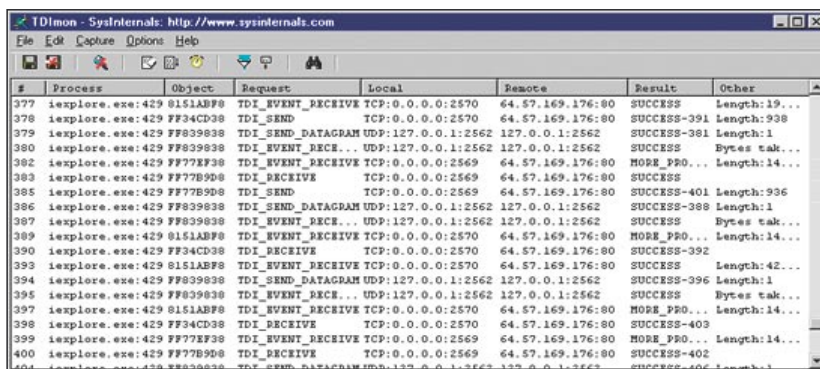 TDImon - SysInternals: http://www.sysinternals.com
File Edit Capture Options Help
# Process Object Request Local Remote Result Other
377 iexplore.exe:429 8151ABF8 TDI_EVENT_RECEIVE TCP:0.0.0.0:2570 64.57.169.176:80 SUCCESS Length:19...
378 iexplore.exe:429 FF34CD38 TDI_SEND TCP:0.0.0.0:2570 64.57.169.176:80 SUCCESS-391 Length:938
379 iexplore.exe:429 FF839838 TDI_SEND_DATAGRAM UDP:127.0.0.1:2562 127.0.0.1:2562 SUCCESS-381 Length:1
380 iexplore.exe:429 FF839838 TDI_EVENT_RECE... UDP:127.0.0.1:2562 127.0.0.1:2562 SUCCESS Bytes tak...
382 iexplore.exe:429 FF77EF38 TDI_EVENT_RECEIVE TCP:0.0.0.0:2569 64.57.169.176:80 MORE_PRO... Length:14...
383 iexplore.exe:429 FF77B9D8 TDI_RECEIVE TCP:0.0.0.0:2569 64.57.169.176:80 SUCCESS
385 iexplore.exe:429 FF77B9D8 TDI_SEND TCP:0.0.0.0:2569 64.57.169.176:80 SUCCESS-401 Length:936
386 iexplore.exe:429 FF839838 TDI_SEND_DATAGRAM UDP:127.0.0.1:2562 127.0.0.1:2562 SUCCESS-388 Length:1
387 iexplore.exe:429 FF839838 TDI_EVENT_RECE... UDP:127.0.0.1:2562 127.0.0.1:2562 SUCCESS Bytes tak...
389 iexplore.exe:429 8151ABF8 TDI_EVENT_RECEIVE TCP:0.0.0.0:2570 64.57.169.176:80 MORE_PRO... Length:14...
390 iexplore.exe:429 FF34CD38 TDI_RECEIVE TCP:0.0.0.0:2570 64.57.169.176:80 SUCCESS-392
393 iexplore.exe:429 8151ABF8 TDI_EVENT_RECEIVE TCP:0.0.0.0:2570 64.57.169.176:80 SUCCESS Length:42...
394 iexplore.exe:429 FF839838 TDI_SEND_DATAGRAM UDP:127.0.0.1:2562 127.0.0.1:2562 SUCCESS-396 Length:1
395 iexplore.exe:429 FF839838 TDI_EVENT_RECE... UDP:127.0.0.1:2562 127.0.0.1:2562 SUCCESS Bytes tak...
397 iexplore.exe:429 8151ABF8 TDI_EVENT_RECEIVE TCP:0.0.0.0:2570 64.57.169.176:80 MORE_PRO... Length:14...
398 iexplore.exe:429 FF34CD38 TDI_RECEIVE TCP:0.0.0.0:2570 64.57.169.176:80 SUCCESS-403
399 iexplore.exe:429 FF77EF38 TDI_EVENT_RECEIVE TCP:0.0.0.0:2569 64.57.169.176:80 MORE_PRO... Length:14...
400 iexplore.exe:429 FF77B9D8 TDI_RECEIVE TCP:0.0.0.0:2569 64.57.169.176:80 SUCCESS-402